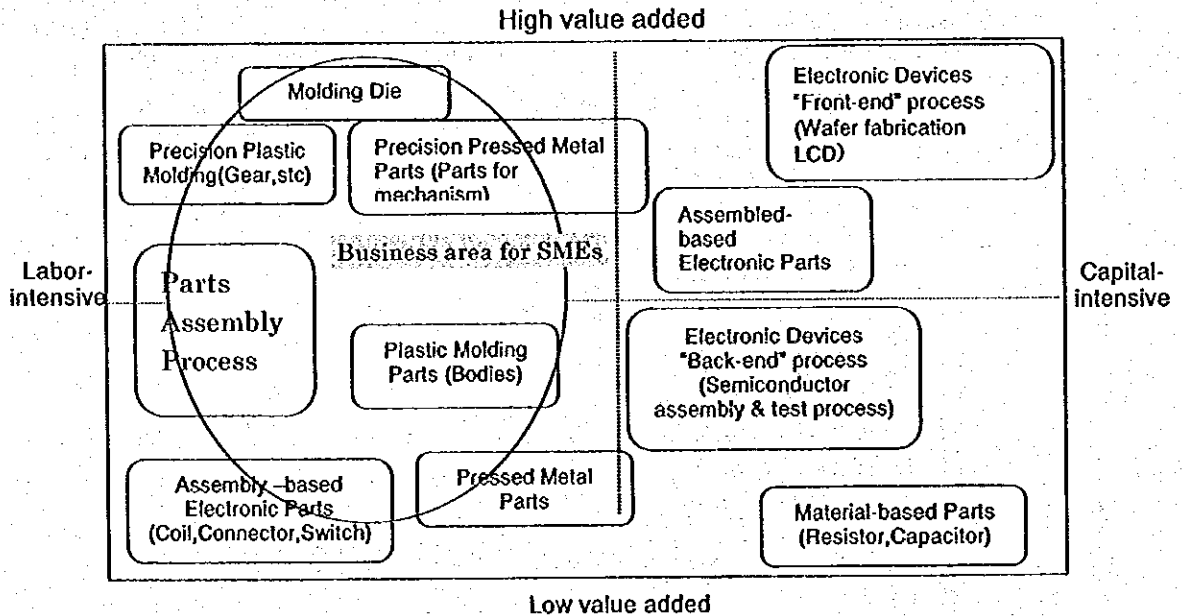 High value added
Molding Die
Electronic Devices
"Front-end" process
(Wafer fabrication
LCD)
Precision Plastic
Molding(Gear,stc)
Precision Pressed Metal
Parts (Parts for
mechanism)
Assembled-
based
Electronic Parts
Business area for SMEs
Labor-
intensive
Capital-
intensive
Parts
Assembly
Process
Plastic Molding
Parts (Bodies)
Electronic Devices
"Back-end" process
(Semiconductor
assembly & test process)
Assembly –based
Electronic Parts
(Coil,Connector,Switch)
Pressed Metal
Parts
Material-based Parts
(Resistor,Capacitor)
Low value added